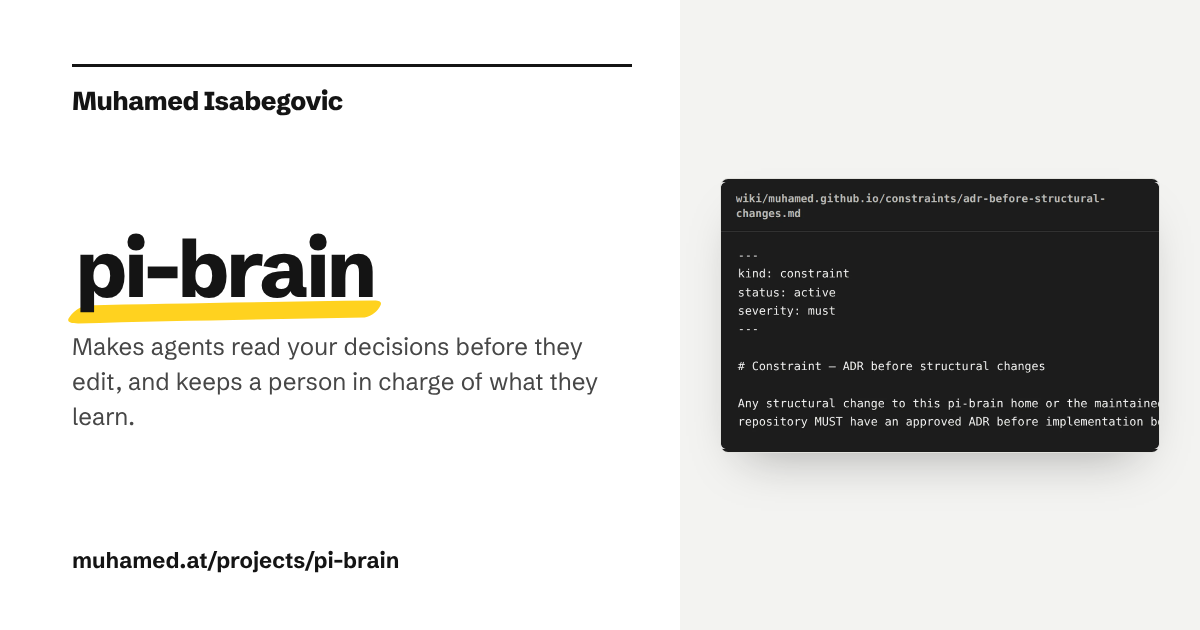 Muhamed Isabegovic
pi-brain
Makes agents read your decisions before they
edit, and keeps a person in charge of what they
learn.
muhamed.at/projects/pi-brain
wiki/muhamed.github.io/constraints/adr-before-structural-
changes.md
---
kind: constraint
status: active
severity: must
---
# Constraint — ADR before structural changes
Any structural change to this pi-brain home or the maintained
repository MUST have an approved ADR before implementation